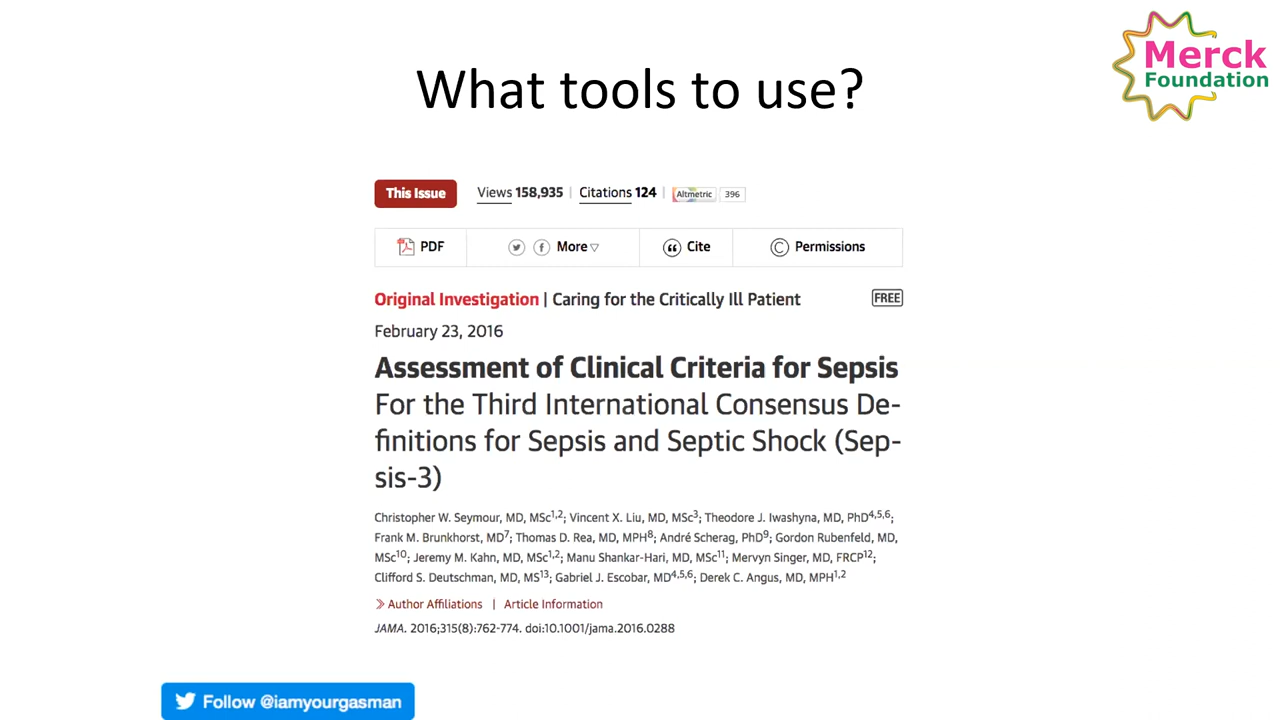 What tools to use?
Merck
Foundation
This Issue Views 158,935 | Citations 124 | Altmetric 396
PDF More Cite Permissions
Original Investigation | Caring for the Critically Ill Patient FREE
February 23, 2016
Assessment of Clinical Criteria for Sepsis
For the Third International Consensus De-
finitions for Sepsis and Septic Shock (Sep-
sis-3)
Christopher W. Seymour, MD, MSc1,2; Vincent X. Liu, MD, MSc3; Theodore J. Iwashyna, MD, PhD4,5,6;
Frank M. Brunkhorst, MD7; Thomas D. Rea, MD, MPH8; André Scherag, PhD9; Gordon Rubenfeld, MD,
MSc10; Jeremy M. Kahn, MD, MSc1,2; Manu Shankar-Hari, MD, MSc11; Mervyn Singer, MD, FRCP12;
Clifford S. Deutschman, MD, MS13; Gabriel J. Escobar, MD4,5,6; Derek C. Angus, MD, MPH1,2
Author Affiliations | Article Information
JAMA. 2016;315(8):762-774. doi:10.1001/jama.2016.0288
Follow @iamyourgasman